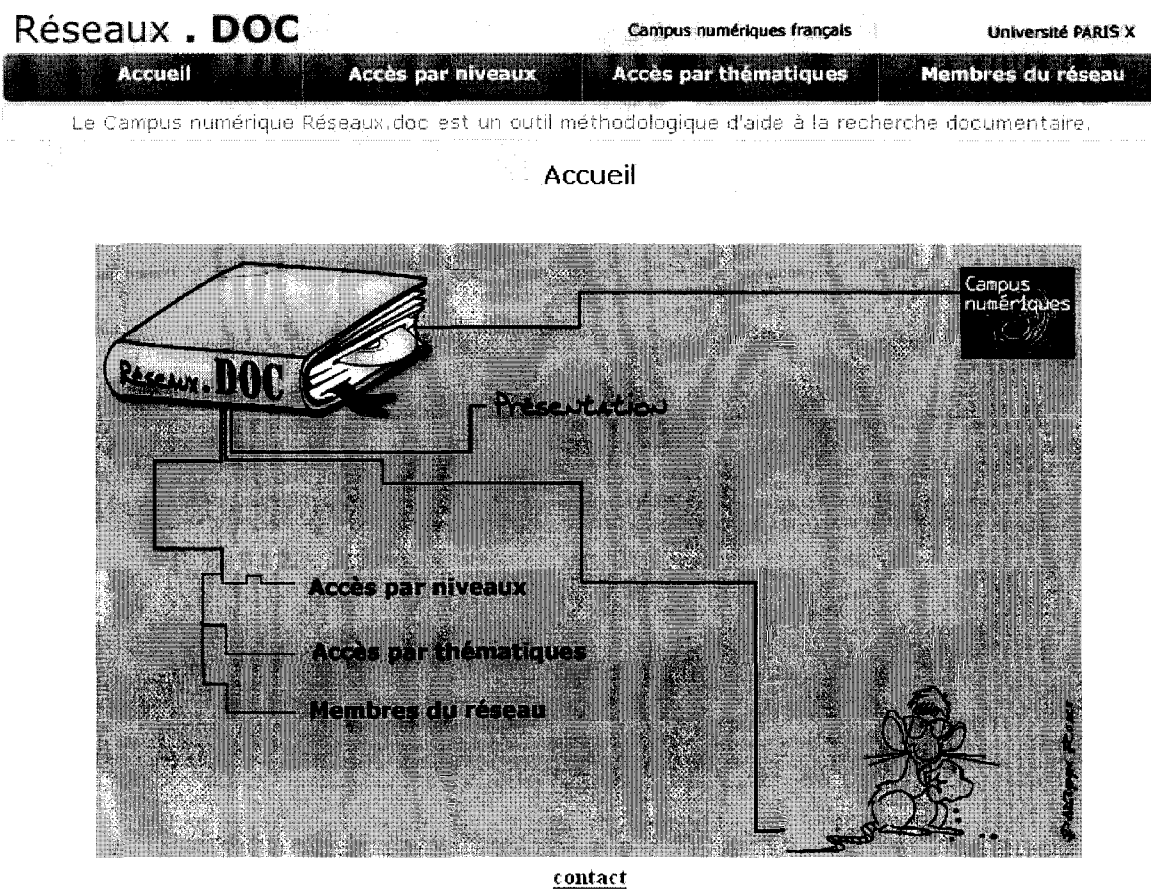 Réseaux . DOC
Campus numériques français
Université PARIS X
Accueil
Accès par niveaux
Accès par thématiques
Membres du réseau
Le Campus numérique Réseaux.doc est un outil méthodologique d'aide à la recherche documentaire.
Accueil
Campus
numériques
Réseaux.DOC
Présentation
Accès par niveaux
Accès par thématiques
Membres du réseau
contact